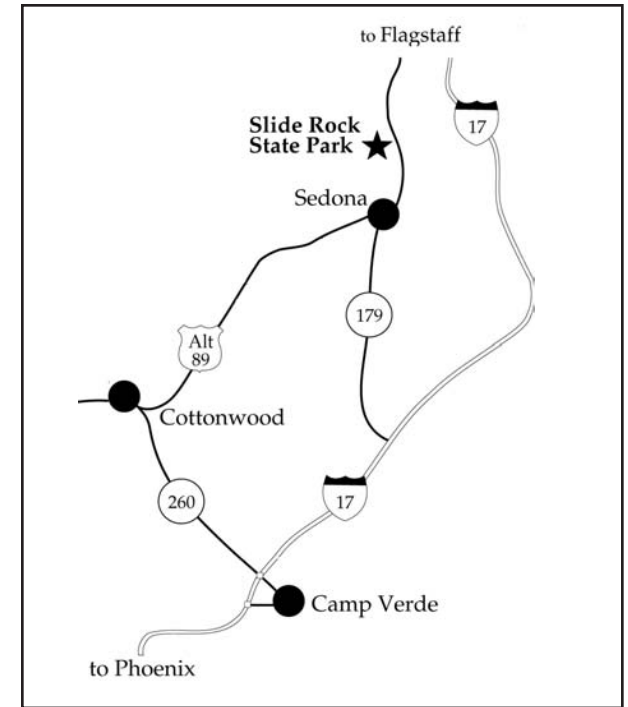 to Flagstaff
17
Slide Rock
State Park
Sedona
179
Alt
89
Cottonwood
17
260
Camp Verde
to Phoenix